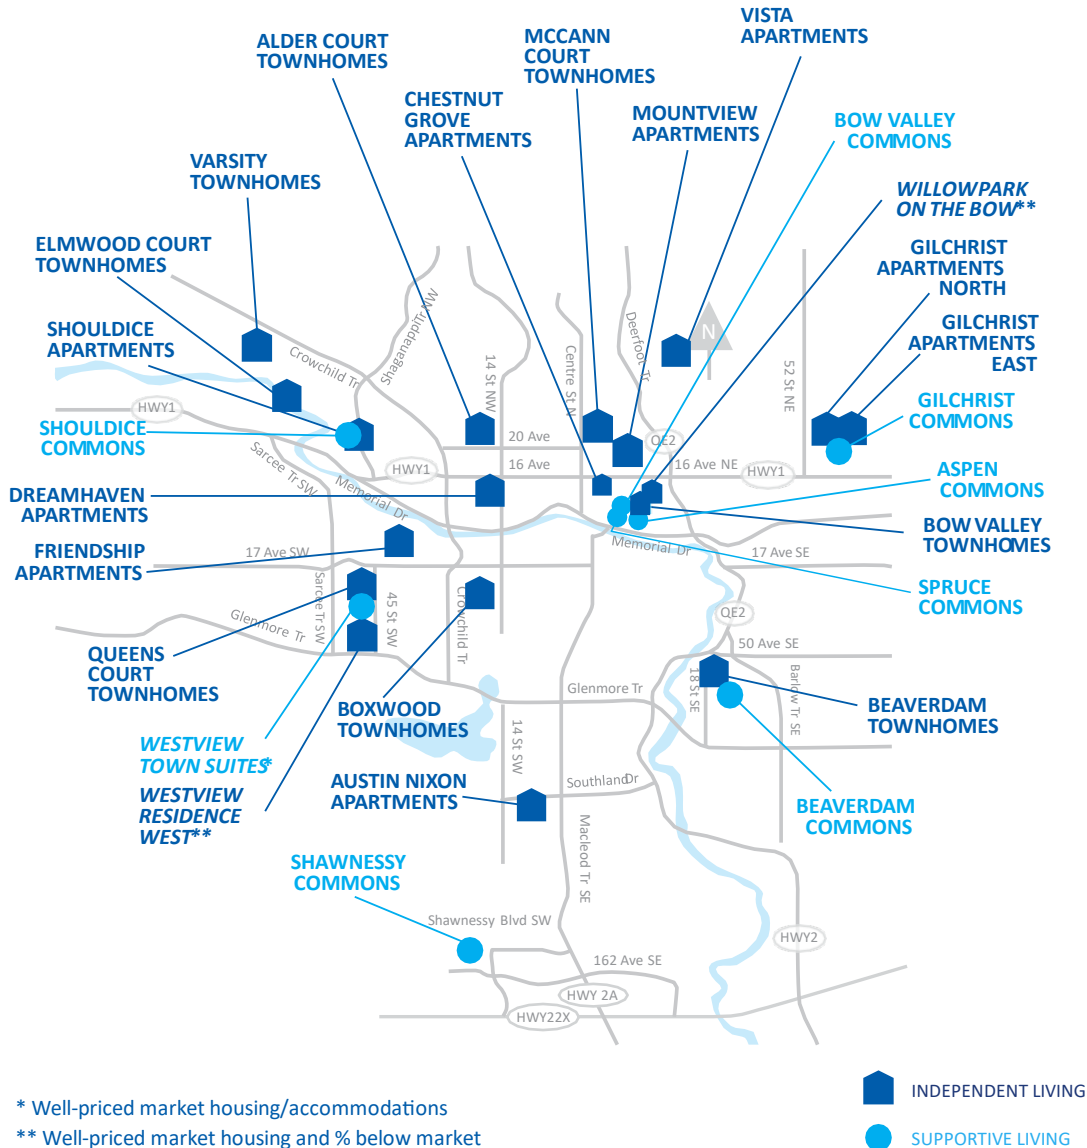 VISTA
APARTMENTS
MCCANN
COURT
TOWNHOMES
ALDER COURT
TOWNHOMES
CHESTNUT
GROVE
APARTMENTS
MOUNTVIEW
APARTMENTS
BOW VALLEY
COMMONS
VARSITY
TOWNHOMES
WILLOWPARK
ON THE BOW**
ELMWOOD COURT
TOWNHOMES
GILCHRIST
APARTMENTS
NORTH
SHOULDICE
APARTMENTS
GILCHRIST
APARTMENTS
EAST
Crowchild Tr
Shaganappi Tr NW
14 St NW
Centre St N
Deerfoot Tr
N
52 St NE
HWY1
SHOULDICE
COMMONS
GILCHRIST
COMMONS
20 Ave
QE2
Sarcee Tr SW
HWY1
16 Ave
16 Ave NE
HWY1
Memorial Dr
DREAMHAVEN
APARTMENTS
ASPEN
COMMONS
FRIENDSHIP
APARTMENTS
17 Ave SW
Memorial Dr
17 Ave SE
BOW VALLEY
TOWNHOMES
SPRUCE
COMMONS
Sarcee Tr SW
45 St SW
Crowchild Tr
QE2
Glenmore Tr
50 Ave SE
QUEENS
COURT
TOWNHOMES
18 St SE
Barlow Tr SE
Glenmore Tr
BOXWOOD
TOWNHOMES
BEAVERDAM
TOWNHOMES
14 St SW
WESTVIEW
TOWN SUITES*
WESTVIEW
RESIDENCE
WEST**
AUSTIN NIXON
APARTMENTS
Southland Dr
BEAVERDAM
COMMONS
Macleod Tr SE
SHAWNESSY
COMMONS
Shawnessy Blvd SW
HWY2
162 Ave SE
HWY 2A
HWY22X
INDEPENDENT LIVING
* Well-priced market housing/accommodations
** Well-priced market housing and % below market
SUPPORTIVE LIVING